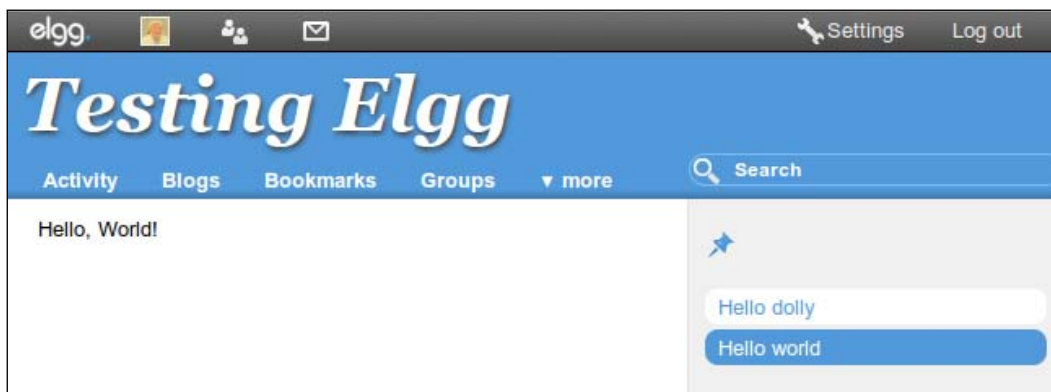 elgg. Settings Log out
Testing Elgg
Activity Blogs Bookmarks Groups ▼ more Search
Hello, World!
Hello dolly
Hello world